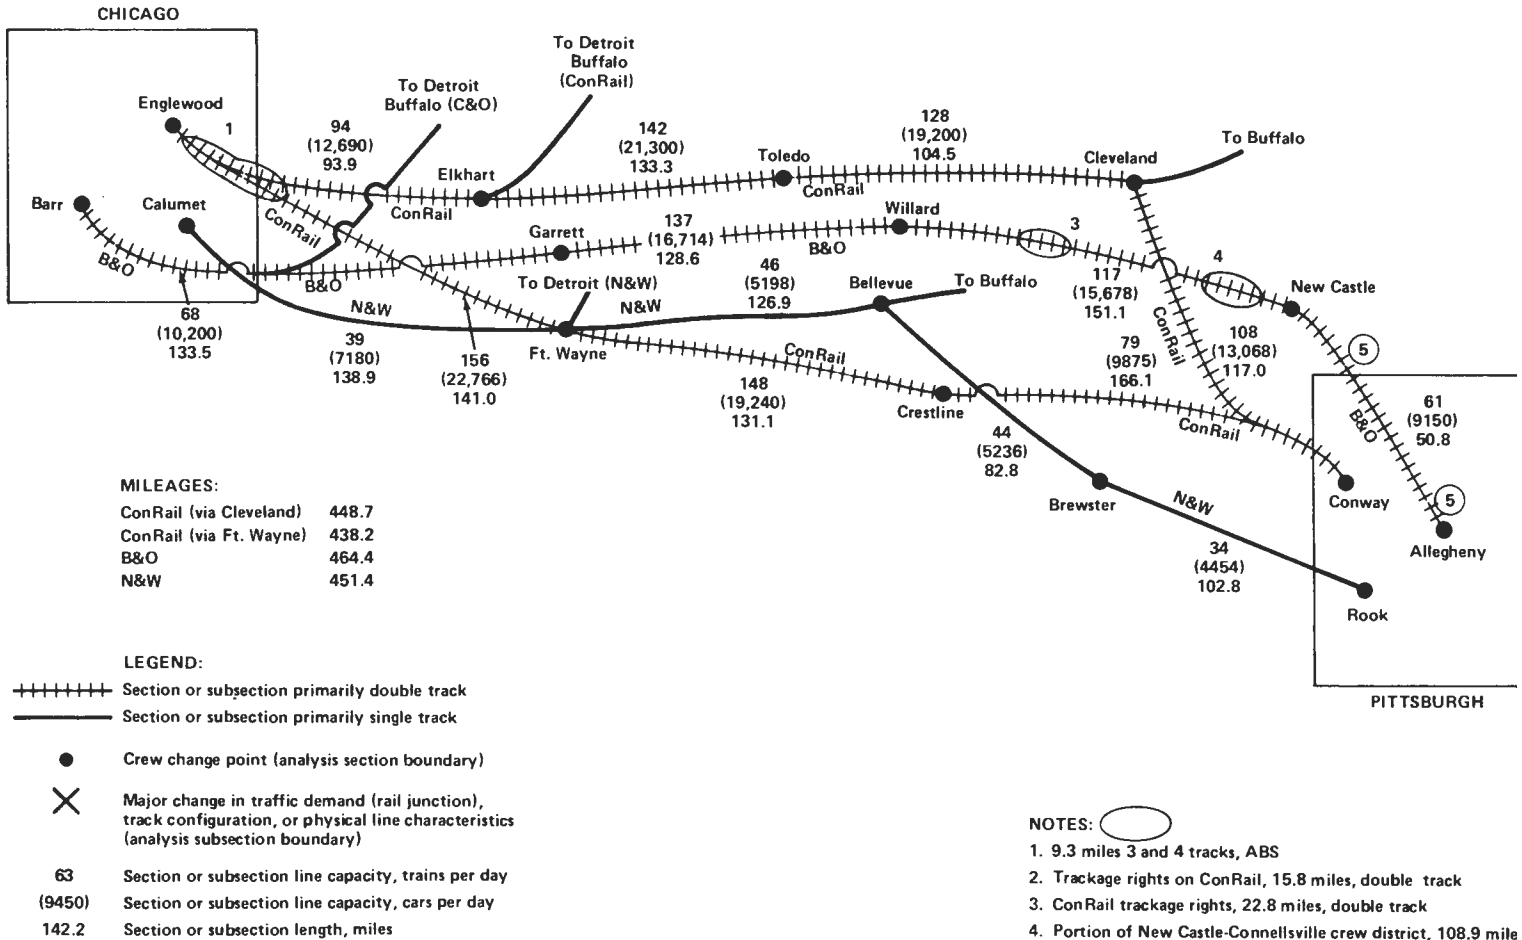 CHICAGO
To Detroit
Buffalo
(ConRail)
To Detroit
Buffalo (C&O)
Englewood
1
94
(12,690)
93.9
142
(21,300)
133.3
128
(19,200)
104.5
To Buffalo
Toledo
Cleveland
ConRail
Elkhart
ConRail
Barr
Calumet
ConRail
Willard
Garrett
137
(16,714)
128.6
B&O
3
4
B&O
B&O
To Detroit (N&W)
46
(5198)
126.9
Bellevue
To Buffalo
117
(15,678)
151.1
New Castle
68
(10,200)
133.5
N&W
N&W
39
(7180)
138.9
156
(22,766)
141.0
Ft. Wayne
ConRail
148
(19,240)
131.1
Crestline
79
(9875)
166.1
ConRail
108
(13,068)
117.0
5
61
(9150)
50.8
B&O
ConRail
44
(5236)
82.8
Brewster
N&W
Conway
5
Allegheny
34
(4454)
102.8
Rook
PITTSBURGH
MILEAGES:
ConRail (via Cleveland) 448.7
ConRail (via Ft. Wayne) 438.2
B&O 464.4
N&W 451.4
LEGEND:
Section or subsection primarily double track
Section or subsection primarily single track
Crew change point (analysis section boundary)
Major change in traffic demand (rail junction),
track configuration, or physical line characteristics
(analysis subsection boundary)
63 Section or subsection line capacity, trains per day
(9450) Section or subsection line capacity, cars per day
142.2 Section or subsection length, miles
NOTES:
1. 9.3 miles 3 and 4 tracks, ABS
2. Trackage rights on ConRail, 15.8 miles, double track
3. ConRail trackage rights, 22.8 miles, double track
4. Portion of New Castle-Connellsville crew district, 108.9 mile